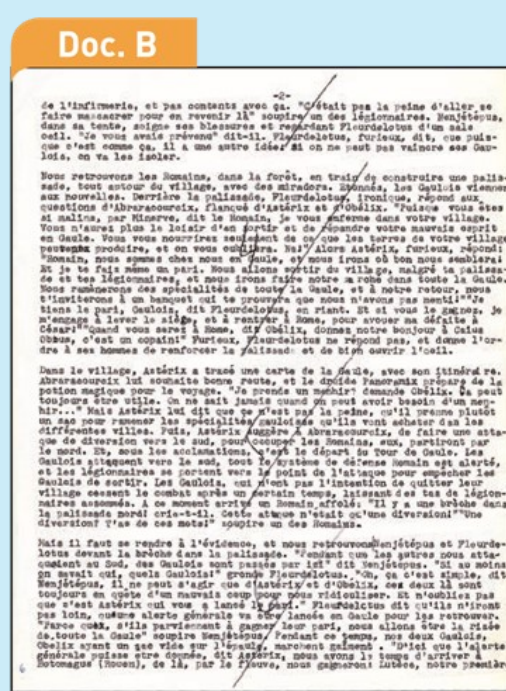 Doc. B
-2-
de l'infirmerie, et pas contents avec ça. "C'était pas la peine d'aller se
faire massacrer pour en revenir là" soupire un des légionnaires. Menjétépus,
dans sa tente, soigne ses blessures et regardant Fleurdelotus d'un sale
oeil. "Je vous avais prévenu" dit-il. Fleurdelotus, furieux, dit, que puis-
que c'est comme ça, il a une autre idée: si on ne peut pas vaincre ses Gau-
lois, on va les isoler.
Nous retrouvons les Romains, dans la forêt, en train de construire une palis-
sade, tout autour du village, avec des miradors. Etonnés, les Gaulois viennen
aux nouvelles. Derrière la palissade, Fleurdelotus, ironique, répond aux
questions d'Abraracourcix, flanqué d'Astérix et d'Obélix. "Puisque vous êtes
si malins, par Minerve, dit le Romain, je vous enferme dans votre village.
Vous n'aurez plus le loisir d'en sortir et de répandre votre mauvais esprit
en Gaule. Vous vous nourrirez seulement de ce que les terres de votre village
peuvent produire, et on vous oubliera. Na!" Alors Astérix, furieux, répond:
"Romain, nous sommes chez nous en Gaule, et nous irons où bon nous semblera!
Et je te fais même un pari. Nous allons sortir du village, malgré ta palissa-
de et tes légionnaires, et nous irons faire notre marche dans toute la Gaule.
Nous ramènerons des spécialités de toute la Gaule, et à notre retour, nous
t'inviterons à un banquet qui te prouvera que nous n'avons pas menti!" "Je
tiens le pari, Gaulois, dit Fleurdelotus, en riant. Et si vous le gagnez, je
m'engage à lever le siège, et à rentrer à Rome, pour avouer ma défaite à
César!" "Quand vous serez à Rome, dit Obélix, donnez notre bonjour à Caius
Obtus, c'est un copain!" Furieux, Fleurdelotus ne répond pas, et donne l'or-
dre à ses hommes de renforcer la palissade et de bien ouvrir l'oeil.
Dans le village, Astérix a tracé une carte de la Gaule, avec son itinéraire.
Abraracourcix lui souhaite bonne route, et le druide Panoramix prépare de la
potion magique pour le voyage. "Je prends un menhir? demande Obélix. Ça peut
toujours être utile. On ne sait jamais quand on peut avoir besoin d'un men-
hir..." Mais Astérix lui dit que ce n'est pas la peine, qu'il prenne plutôt
un sac pour ramener les spécialités gauloises qu'ils vont acheter dans les
différentes villes. Puis, Astérix suggère à Abraracourcix, de faire une atta-
que de diversion vers le sud, pour occuper les Romains, eux, partiront par
le nord. Et, sous les acclamations, c'est le départ du Tour de Gaule. Les
Gaulois attaquent vers le sud, tout le système de défense Romain est alerté,
et les légionnaires se portent vers le point de l'attaque pour empêcher les
Gaulois de sortir. Les Gaulois, qui n'ont pas l'intention de quitter leur
village cessent le combat après un certain temps, laissant des tas de légion-
naires assommés. A ce moment arrive un Romain affolé: "Il y a une brèche dans
la palissade nord! crie-t-il. Cette attaque n'était qu'une diversion!" "Une
diversion? T'as de ces mots!" soupire un des Romains.
Mais il faut se rendre à l'évidence, et nous retrouvons Menjétépus et Fleurde-
lotus devant la brèche dans la palissade. "Pendant que les autres nous atta-
quaient au Sud, des Gaulois sont passés par ici" dit Menjétépus. "Si au moins
on savait qui, quels Gaulois!" gronde Fleurdelotus. "Oh, ça c'est simple, dit
Menjétépus, il ne peut s'agir que d'Astérix et d'Obélix, ces deux là sont
toujours en quête d'un mauvais coup pour nous ridiculiser. Et n'oubliez pas
que c'est Astérix qui vous a lancé le pari." Fleurdelotus dit qu'ils n'iront
pas loin, qu'une alerte générale va être lancée en Gaule pour les retrouver.
"Parce que, s'ils parviennent à gagner leur pari, nous allons être la risée
de toute la Gaule" soupire Menjétépus. Pendant ce temps, nos deux Gaulois,
Obélix ayant un sac vide sur l'épaule, marchent gaiment. "D'ici que l'alerte
générale puisse être donnée, dit Astérix, nous avons le temps d'arriver à
Rotomagus (Rouen), de là, par le fleuve, nous gagnerons Lutèce, notre première